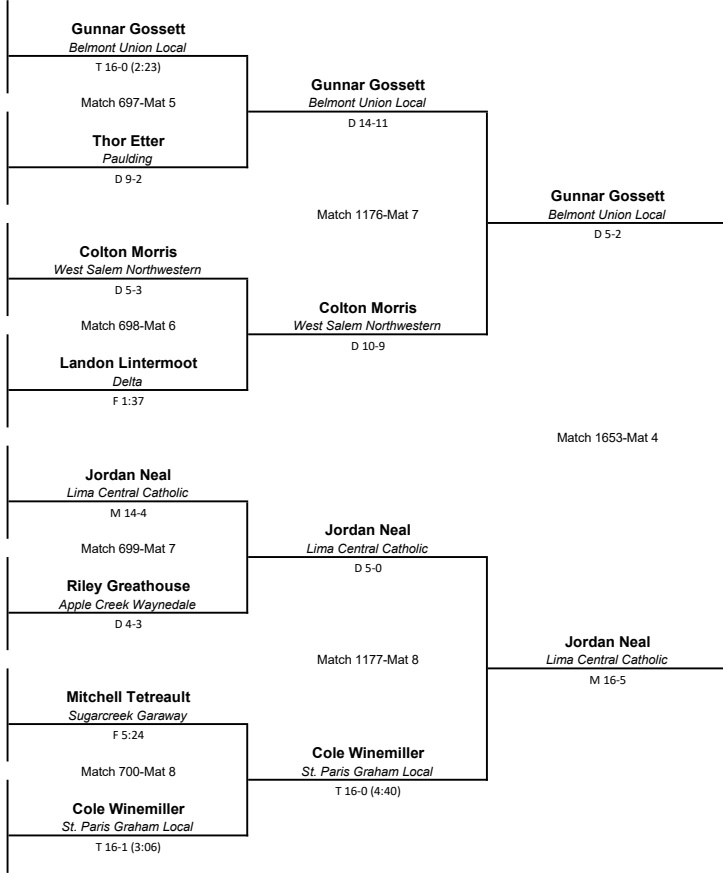 Gunnar Gossett
Belmont Union Local
T 16-0 (2:23)
Match 697-Mat 5
Thor Etter
Paulding
D 9-2
Colton Morris
West Salem Northwestern
D 5-3
Match 698-Mat 6
Landon Lintermoot
Delta
F 1:37
Jordan Neal
Lima Central Catholic
M 14-4
Match 699-Mat 7
Riley Greathouse
Apple Creek Waynedale
D 4-3
Mitchell Tetreault
Sugarcreek Garaway
F 5:24
Match 700-Mat 8
Cole Winemiller
St. Paris Graham Local
T 16-1 (3:06)
Gunnar Gossett
Belmont Union Local
D 14-11
Match 1176-Mat 7
Colton Morris
West Salem Northwestern
D 10-9
Jordan Neal
Lima Central Catholic
D 5-0
Match 1177-Mat 8
Cole Winemiller
St. Paris Graham Local
T 16-0 (4:40)
Gunnar Gossett
Belmont Union Local
D 5-2
Match 1653-Mat 4
Jordan Neal
Lima Central Catholic
M 16-5